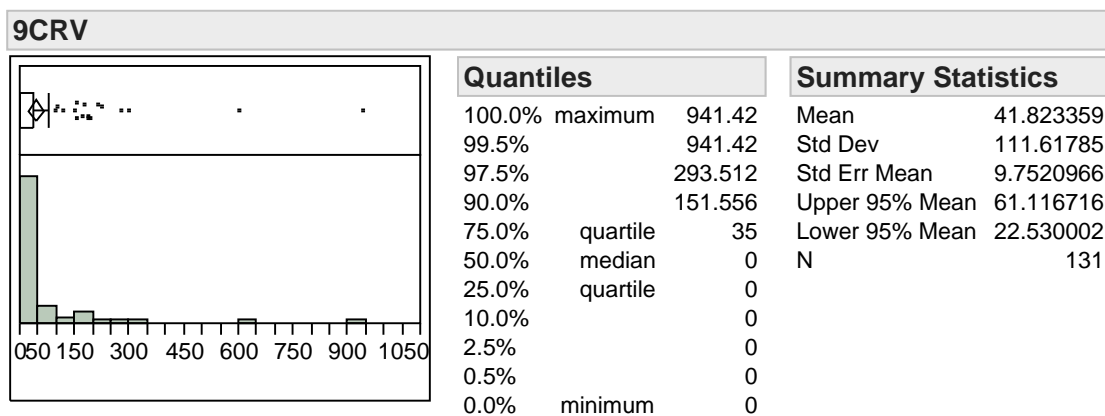 9CRV
050 150 300 450 600 750 900 1050
Quantiles
100.0% maximum 941.42
99.5% 941.42
97.5% 293.512
90.0% 151.556
75.0% quartile 35
50.0% median 0
25.0% quartile 0
10.0% 0
2.5% 0
0.5% 0
0.0% minimum 0
Summary Statistics
Mean 41.823359
Std Dev 111.61785
Std Err Mean 9.7520966
Upper 95% Mean 61.116716
Lower 95% Mean 22.530002
N 131